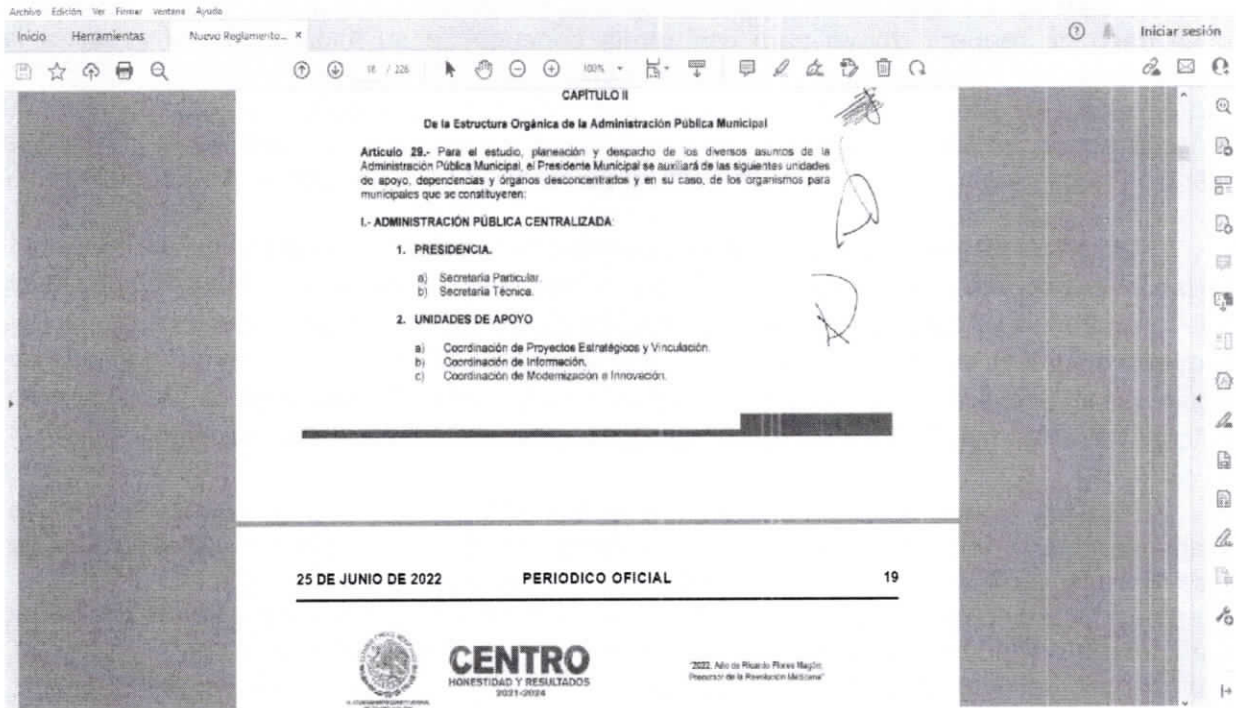 Archivo Edición Ver Firmar Ventana Ayuda
Inicio Herramientas Nuevo Reglamento... × Iniciar sesión
18 / 226 100%
CAPÍTULO II
De la Estructura Orgánica de la Administración Pública Municipal
Artículo 29.- Para el estudio, planeación y despacho de los diversos asuntos de la
Administración Pública Municipal, el Presidente Municipal se auxiliará de las siguientes unidades
de apoyo, dependencias y órganos desconcentrados y en su caso, de los organismos para
municipales que se constituyeren:
I.- ADMINISTRACIÓN PÚBLICA CENTRALIZADA:
1. PRESIDENCIA.
a) Secretaría Particular.
b) Secretaría Técnica.
2. UNIDADES DE APOYO
a) Coordinación de Proyectos Estratégicos y Vinculación.
b) Coordinación de Información.
c) Coordinación de Modernización e Innovación.
25 DE JUNIO DE 2022 PERIODICO OFICIAL 19
CENTRO
HONESTIDAD Y RESULTADOS
2021-2024
"2022, Año de Ricardo Flores Magón.
Precursor de la Revolución Mexicana"